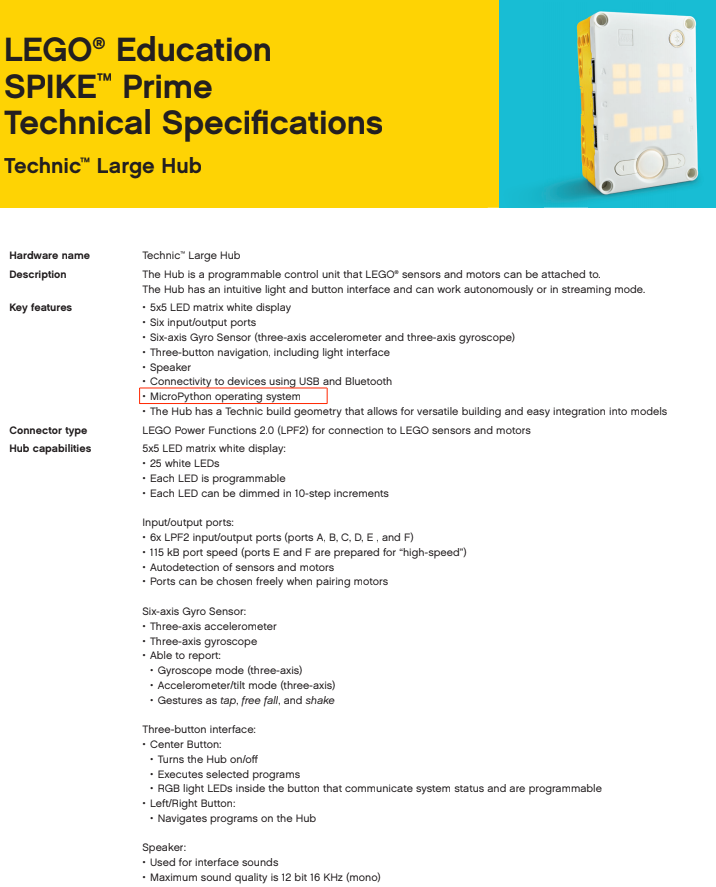 LEGO® Education
SPIKE™ Prime
Technical Specifications
Technic™ Large Hub
Hardware name Technic™ Large Hub
Description The Hub is a programmable control unit that LEGO® sensors and motors can be attached to.
The Hub has an intuitive light and button interface and can work autonomously or in streaming mode.
Key features • 5x5 LED matrix white display
• Six input/output ports
• Six-axis Gyro Sensor (three-axis accelerometer and three-axis gyroscope)
• Three-button navigation, including light interface
• Speaker
• Connectivity to devices using USB and Bluetooth
• MicroPython operating system
• The Hub has a Technic build geometry that allows for versatile building and easy integration into models
Connector type LEGO Power Functions 2.0 (LPF2) for connection to LEGO sensors and motors
Hub capabilities 5x5 LED matrix white display:
• 25 white LEDs
• Each LED is programmable
• Each LED can be dimmed in 10-step increments
Input/output ports:
• 6x LPF2 input/output ports (ports A, B, C, D, E , and F)
• 115 kB port speed (ports E and F are prepared for “high-speed”)
• Autodetection of sensors and motors
• Ports can be chosen freely when pairing motors
Six-axis Gyro Sensor:
• Three-axis accelerometer
• Three-axis gyroscope
• Able to report:
• Gyroscope mode (three-axis)
• Accelerometer/tilt mode (three-axis)
• Gestures as tap, free fall, and shake
Three-button interface:
• Center Button:
• Turns the Hub on/off
• Executes selected programs
• RGB light LEDs inside the button that communicate system status and are programmable
• Left/Right Button:
• Navigates programs on the Hub
Speaker:
• Used for interface sounds
• Maximum sound quality is 12 bit 16 KHz (mono)